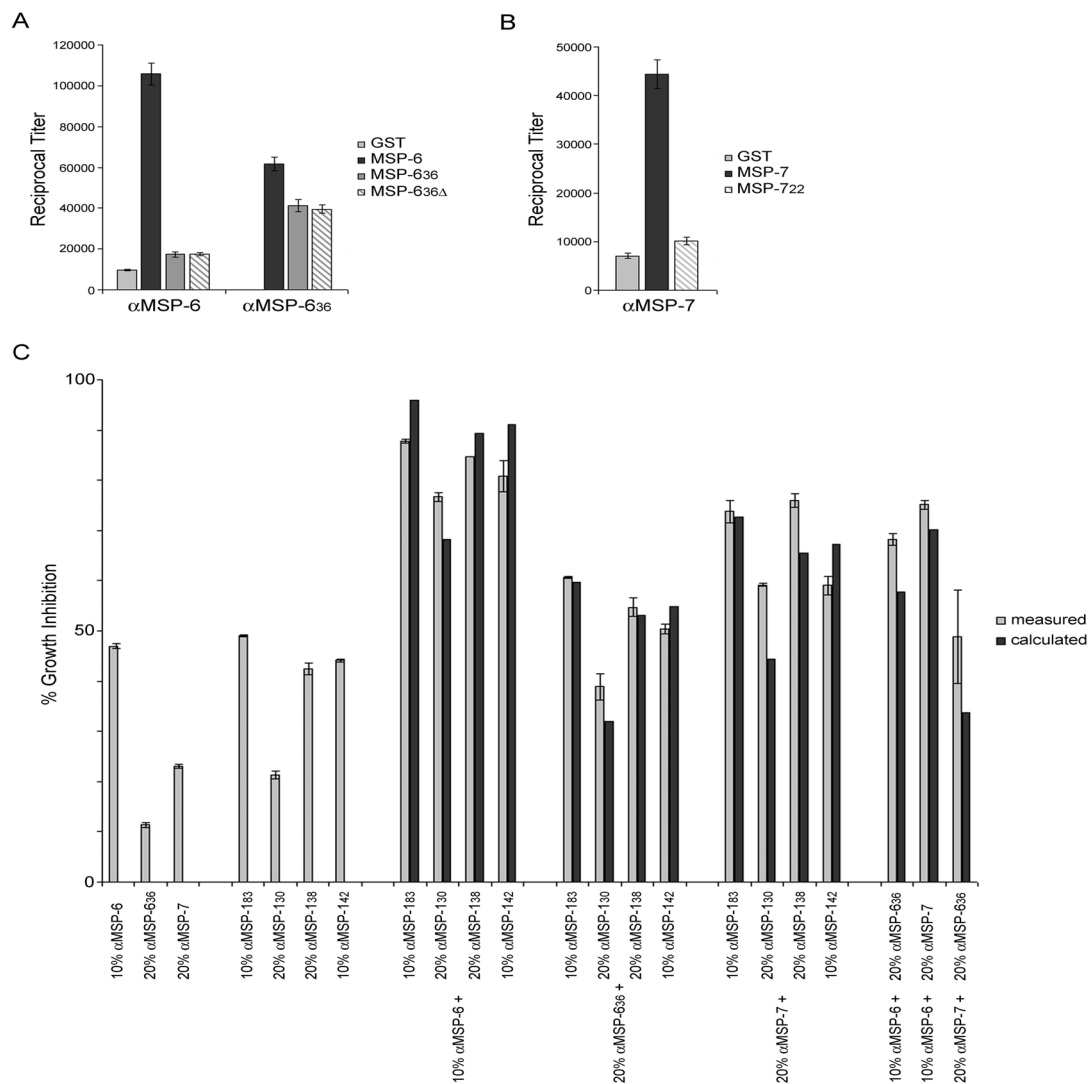 A
120000
100000
80000
60000
40000
20000
0
Reciprocal Titer
αMSP-6
αMSP-636
GST
MSP-6
MSP-636
MSP-636Δ
B
50000
40000
30000
20000
10000
0
Reciprocal Titer
αMSP-7
GST
MSP-7
MSP-722
C
100
50
0
% Growth Inhibition
measured
calculated
10% αMSP-6
20% αMSP-636
20% αMSP-7
10% αMSP-183
20% αMSP-130
20% αMSP-138
10% αMSP-142
10% αMSP-183
20% αMSP-130
20% αMSP-138
10% αMSP-142
10% αMSP-6 +
10% αMSP-183
20% αMSP-130
20% αMSP-138
10% αMSP-142
20% αMSP-636 +
10% αMSP-183
20% αMSP-130
20% αMSP-138
10% αMSP-142
20% αMSP-7 +
10% αMSP-6 + 20% αMSP-636
10% αMSP-6 + 20% αMSP-7
20% αMSP-7 + 20% αMSP-636